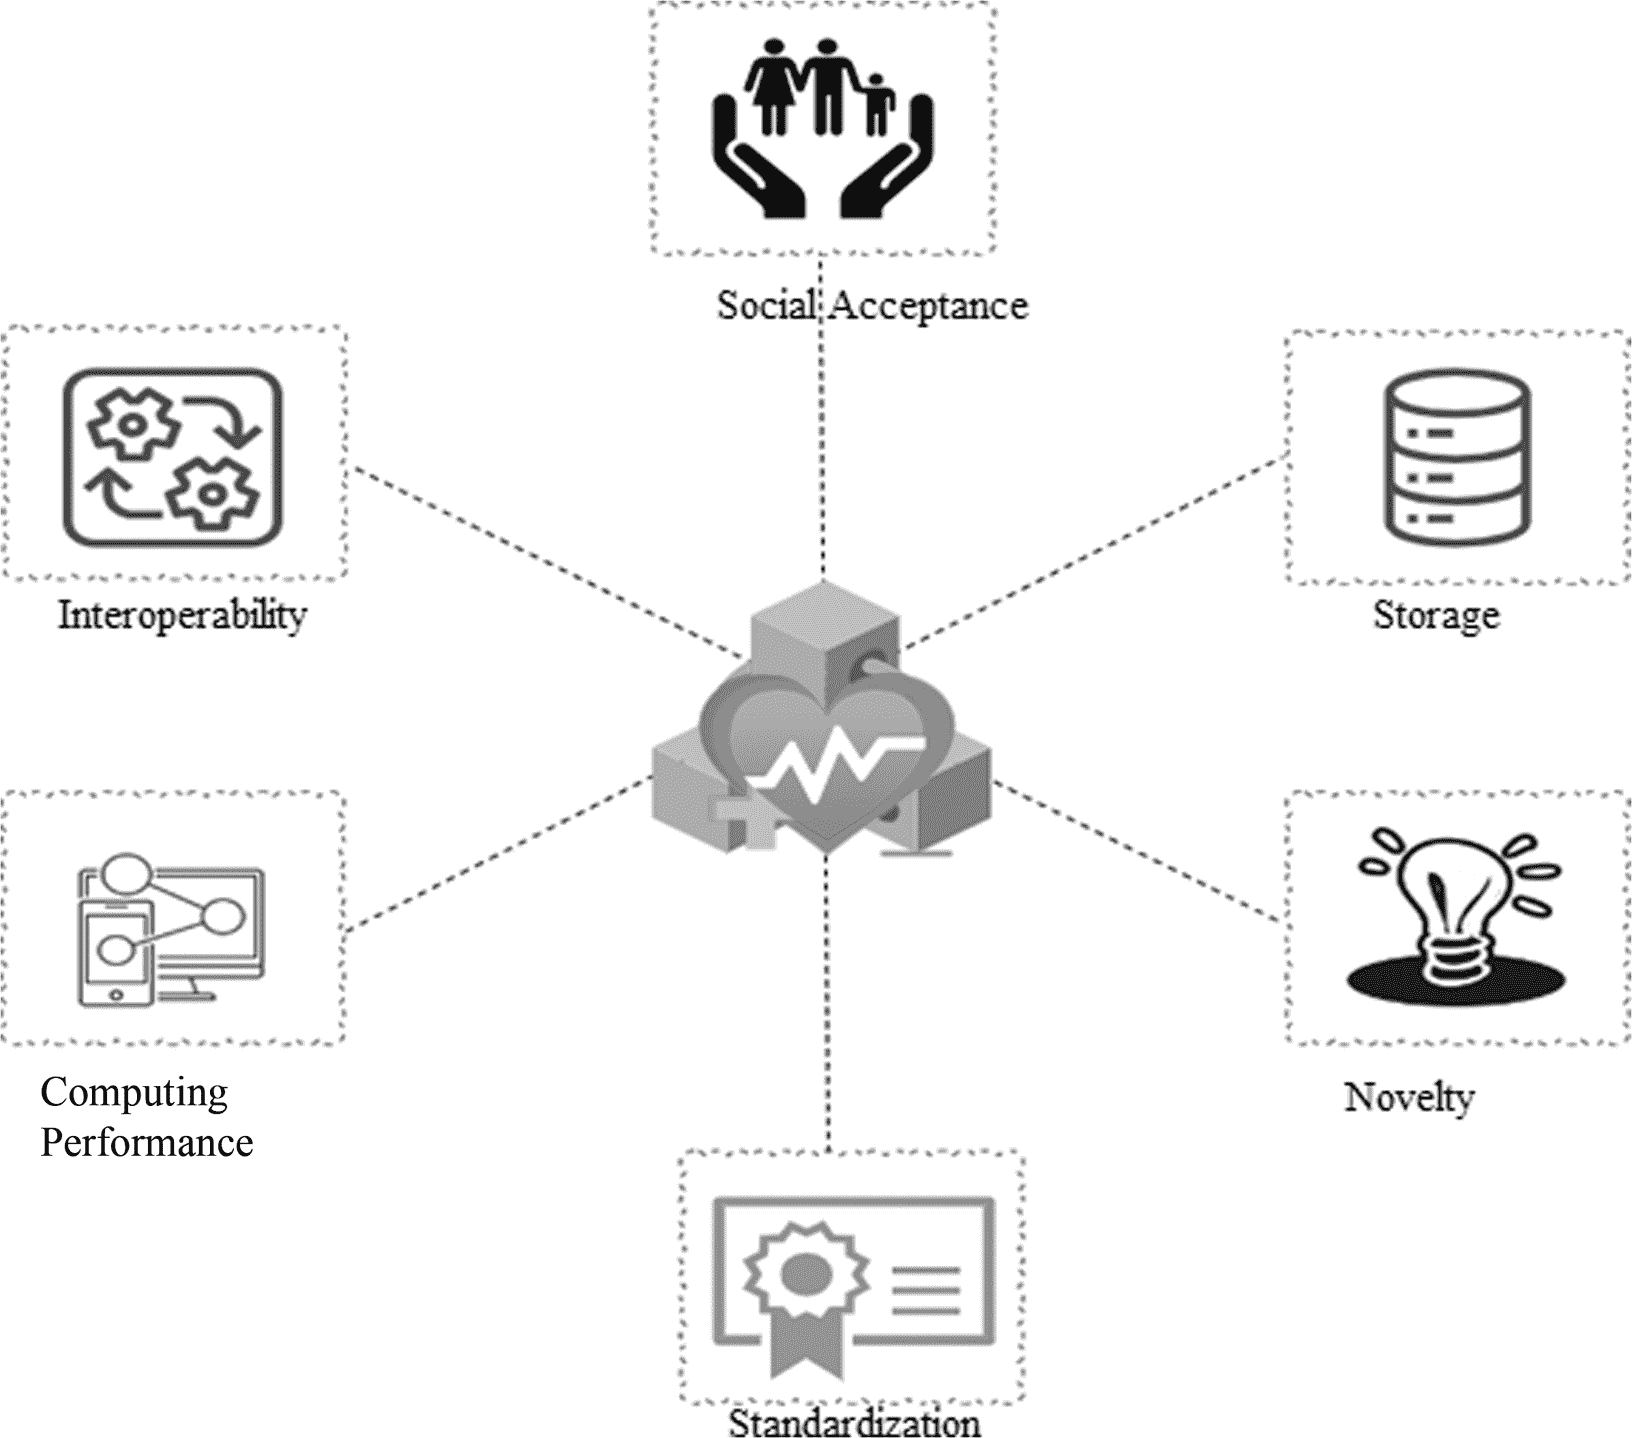 Social Acceptance
Interoperability
Storage
Computing
Performance
Novelty
Standardization